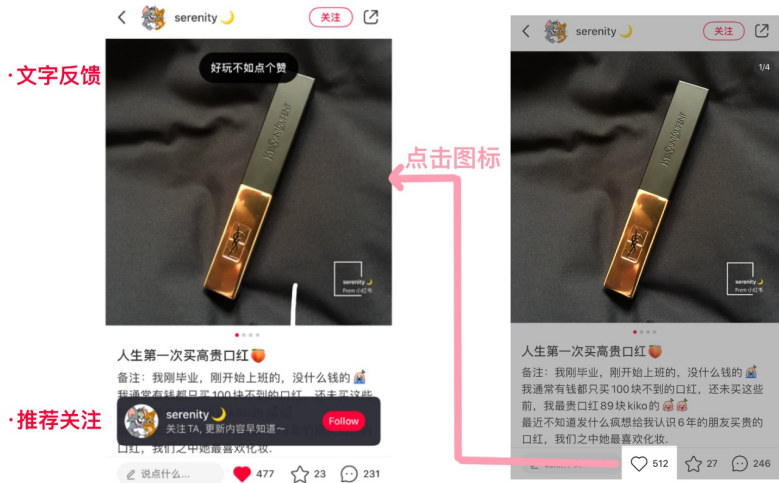 serenity🌙
关注
·文字反馈
好玩不如点个赞
YVESSAINTLAURENT
serenity🌙
From 小红书
人生第一次买高贵口红🍑
备注：我刚毕业，刚开始上班的，没什么钱的
我通常有钱都只买100块不到的口红，还未买这些
·推荐关注
serenity🌙
关注TA, 更新内容早知道～
Follow
口红，我们之中她最喜欢化妆.
说点什么...
477
23
231
点击图标
serenity🌙
关注
1/4
YVESSAINTLAURENT
serenity🌙
From 小红书
人生第一次买高贵口红🍑
备注：我刚毕业，刚开始上班的，没什么钱的
我通常有钱都只买100块不到的口红，还未买这些
前，我最贵口红89块kiko的
最近不知道发什么疯想给我认识6年的朋友买贵的
口红，我们之中她最喜欢化妆.
512
27
246